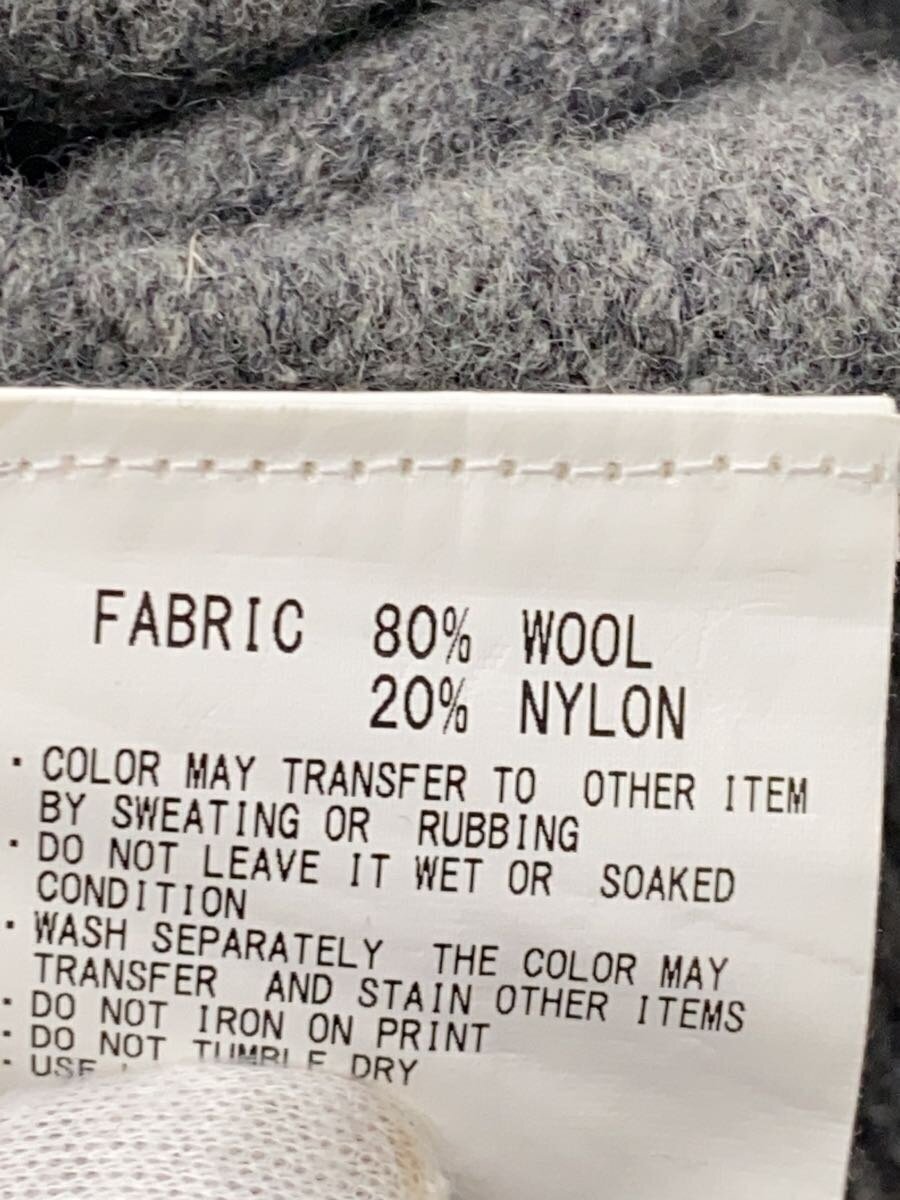 FABRIC 80% WOOL
20% NYLON
· COLOR MAY TRANSFER TO OTHER ITEM
BY SWEATING OR RUBBING
· DO NOT LEAVE IT WET OR SOAKED
CONDITION
· WASH SEPARATELY THE COLOR MAY
TRANSFER AND STAIN OTHER ITEMS
· DO NOT IRON ON PRINT
· DO NOT TUMBLE DRY
· USE